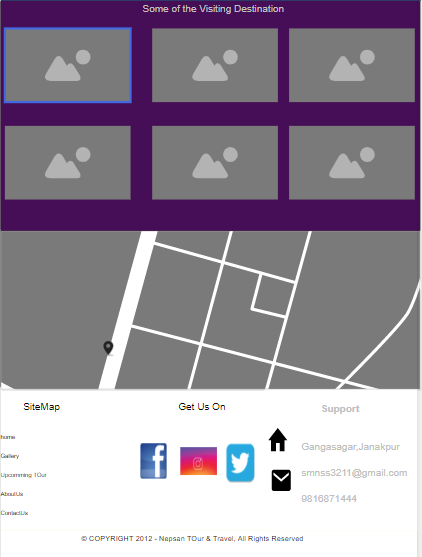 Some of the Visiting Destination
SiteMap
home
Gallery
Upcomming TOur
AboutUs
ContactUs
Get Us On
Support
Gangasagar,Janakpur
smnss3211@gmail.com
9816871444
© COPYRIGHT 2012 - Nepsan TOur & Travel, All Rights Reserved